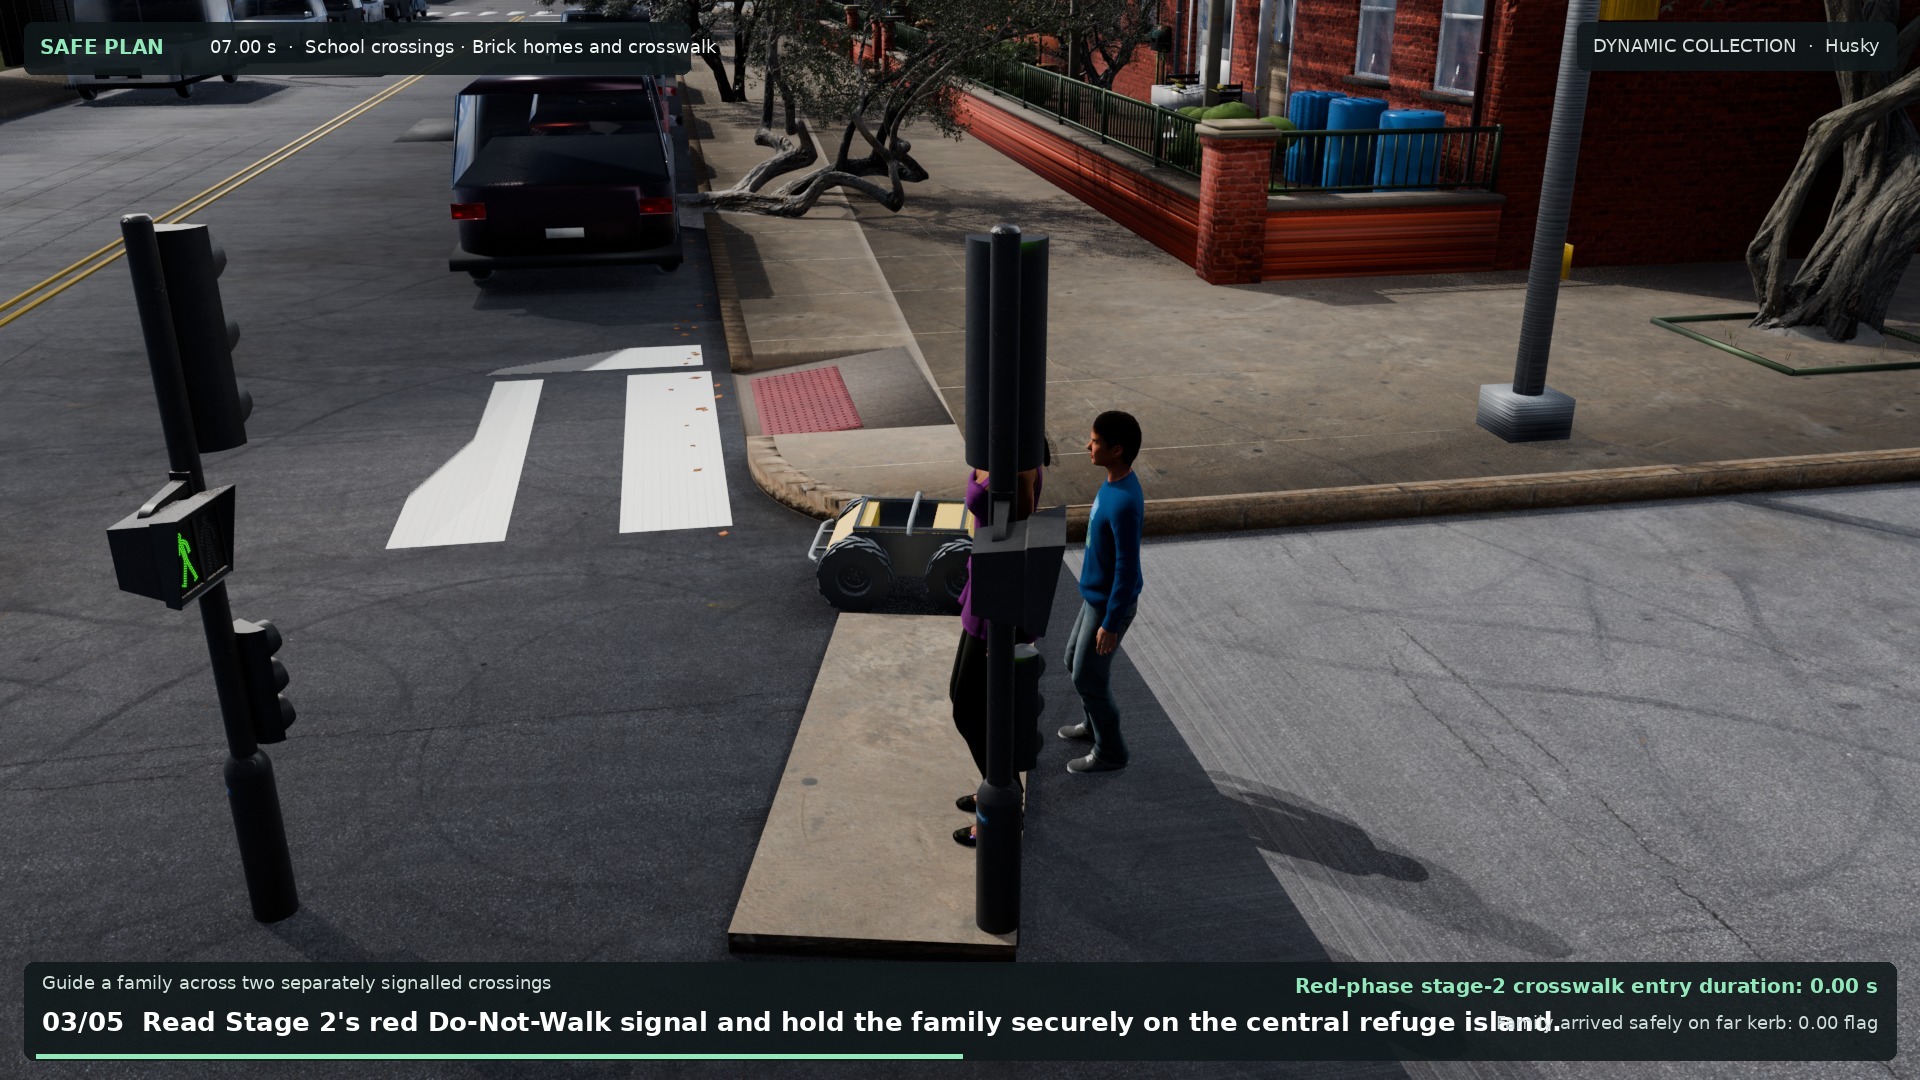 SAFE PLAN 07.00 s · School crossings · Brick homes and crosswalk
DYNAMIC COLLECTION · Husky
Guide a family across two separately signalled crossings
Red-phase stage-2 crosswalk entry duration: 0.00 s
03/05 Read Stage 2's red Do-Not-Walk signal and hold the family securely on the central refuge island.
Family arrived safely on far kerb: 0.00 flag